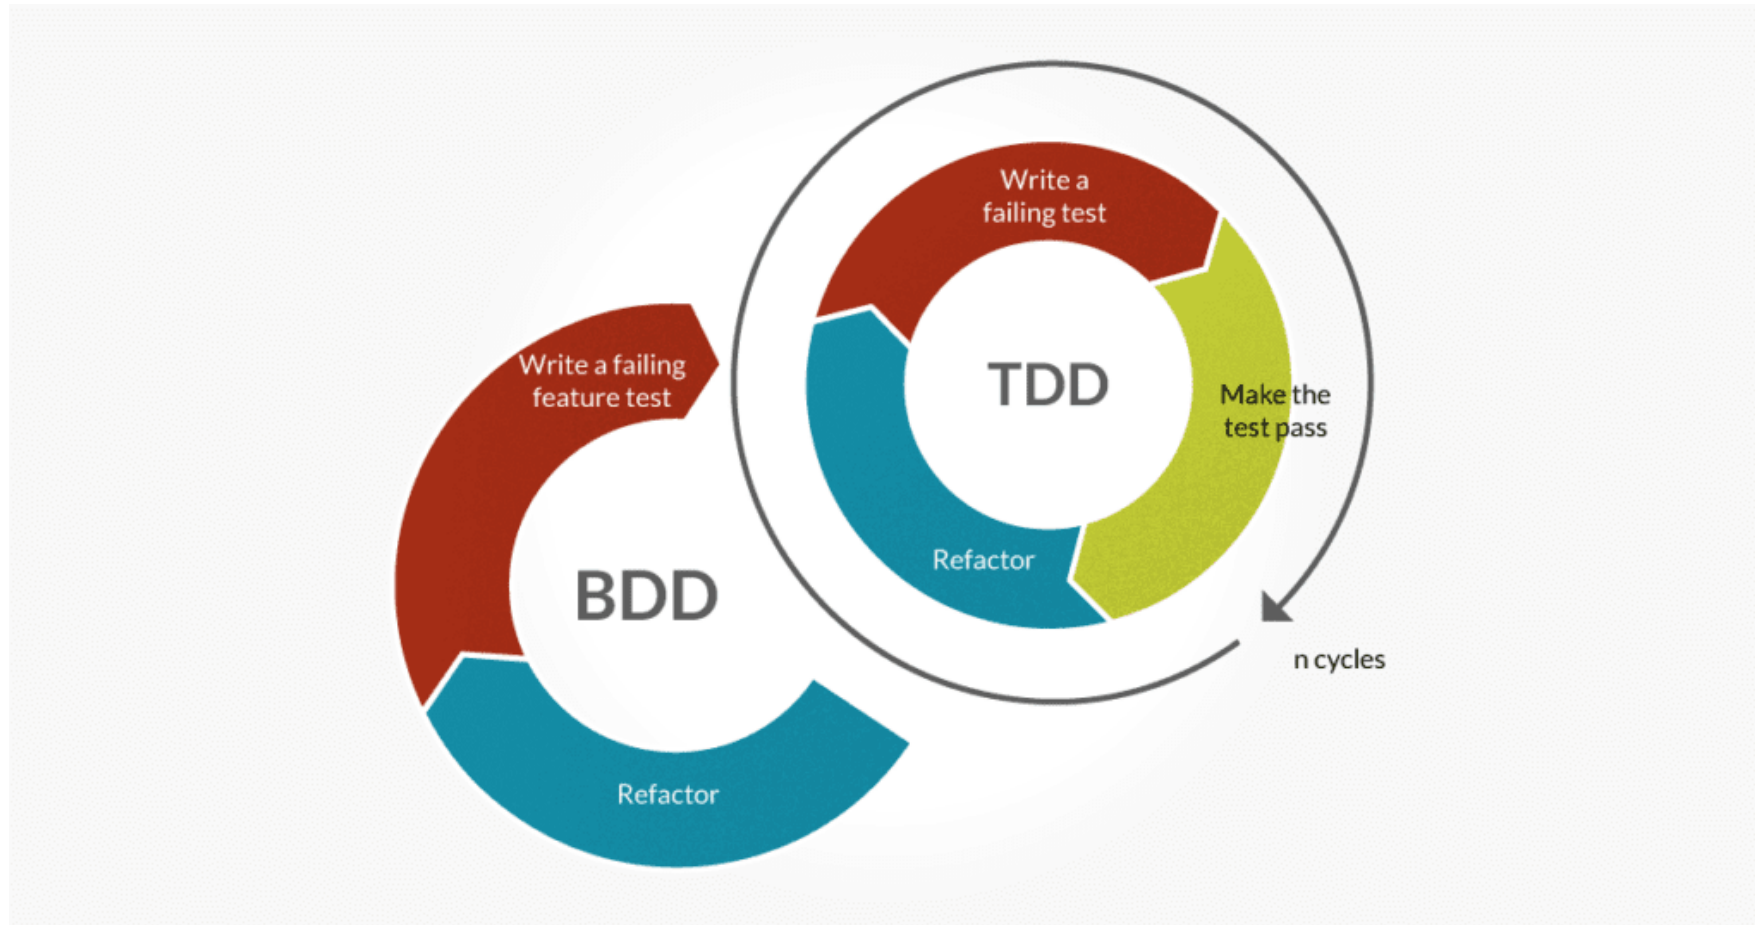 Write a
failing test
Make the
test pass
Refactor
TDD
n cycles
Write a failing
feature test
BDD
Refactor